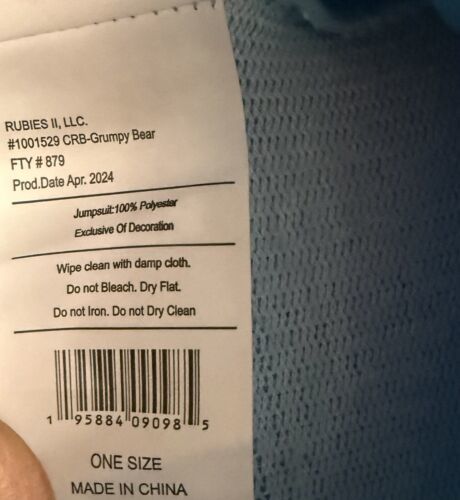 RUBIES II, LLC.
#1001529 CRB-Grumpy Bear
FTY # 879
Prod.Date Apr. 2024
Jumpsuit:100% Polyester
Exclusive Of Decoration
Wipe clean with damp cloth.
Do not Bleach. Dry Flat.
Do not Iron. Do not Dry Clean
1 95884 09098 5
ONE SIZE
MADE IN CHINA